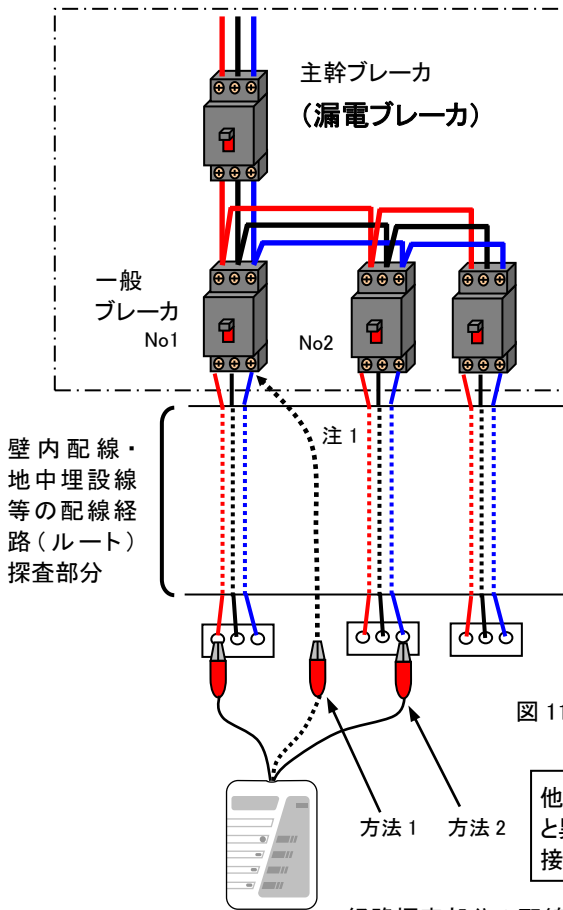 主幹ブレーカ
（漏電ブレーカ）
一般
ブレーカ
No1
No2
注 1
壁内配線・
地中埋設線
等の配線経
路（ルート）
探査部分
図 11
方法 1
方法 2
他
と
接